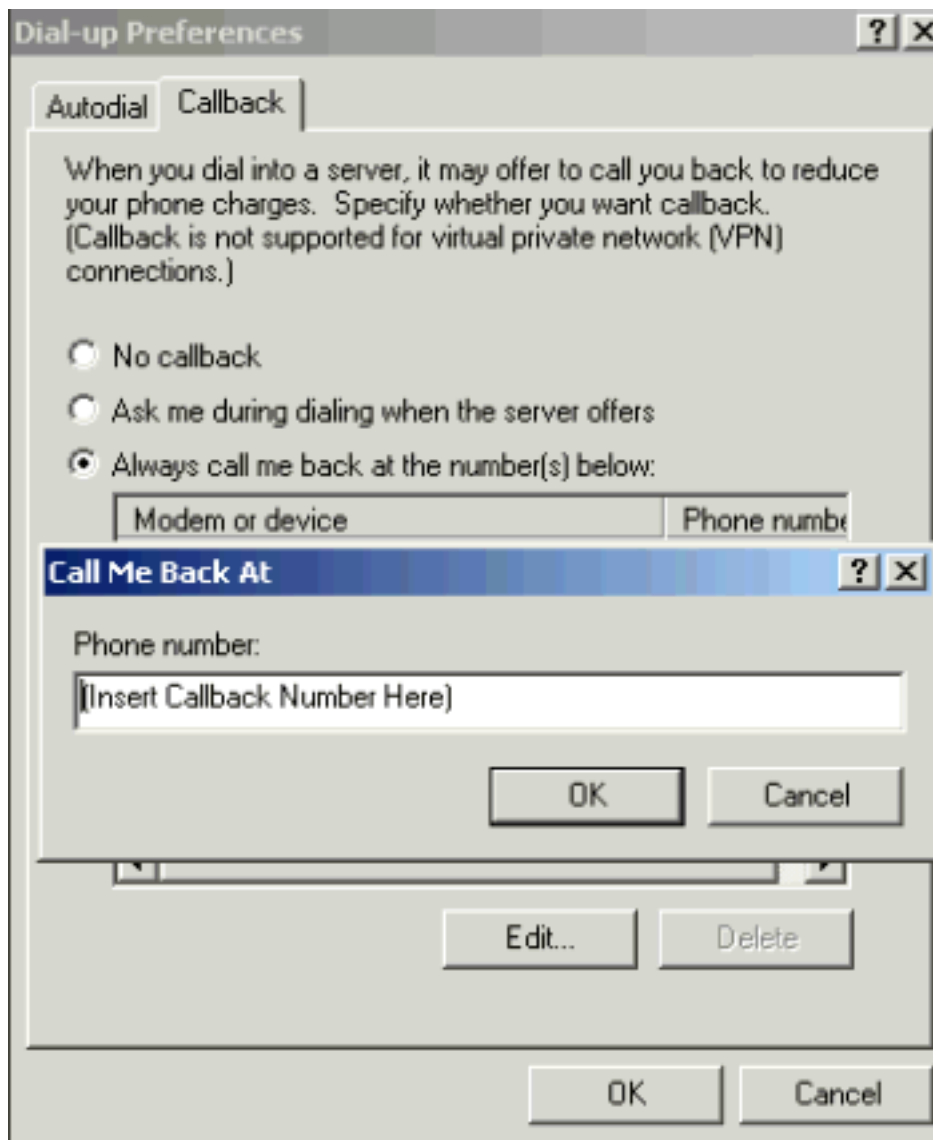 Dial-up Preferences
Autodial Callback
When you dial into a server, it may offer to call you back to reduce
your phone charges. Specify whether you want callback.
(Callback is not supported for virtual private network (VPN)
connections.)
No callback
Ask me during dialing when the server offers
Always call me back at the number(s) below:
Modem or device Phone numbe
Call Me Back At
Phone number:
(Insert Callback Number Here)
OK Cancel
Edit... Delete
OK Cancel